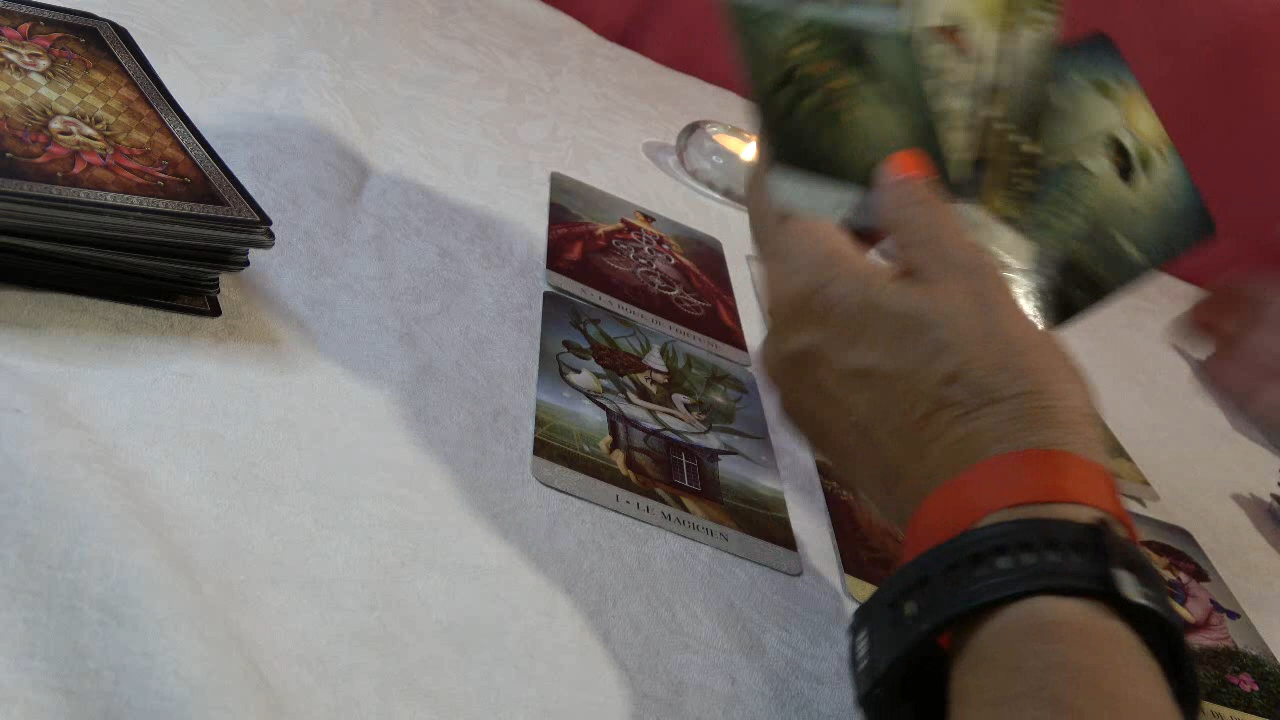 X • LA ROUE DE FORTUNE
I • LE MAGICIEN